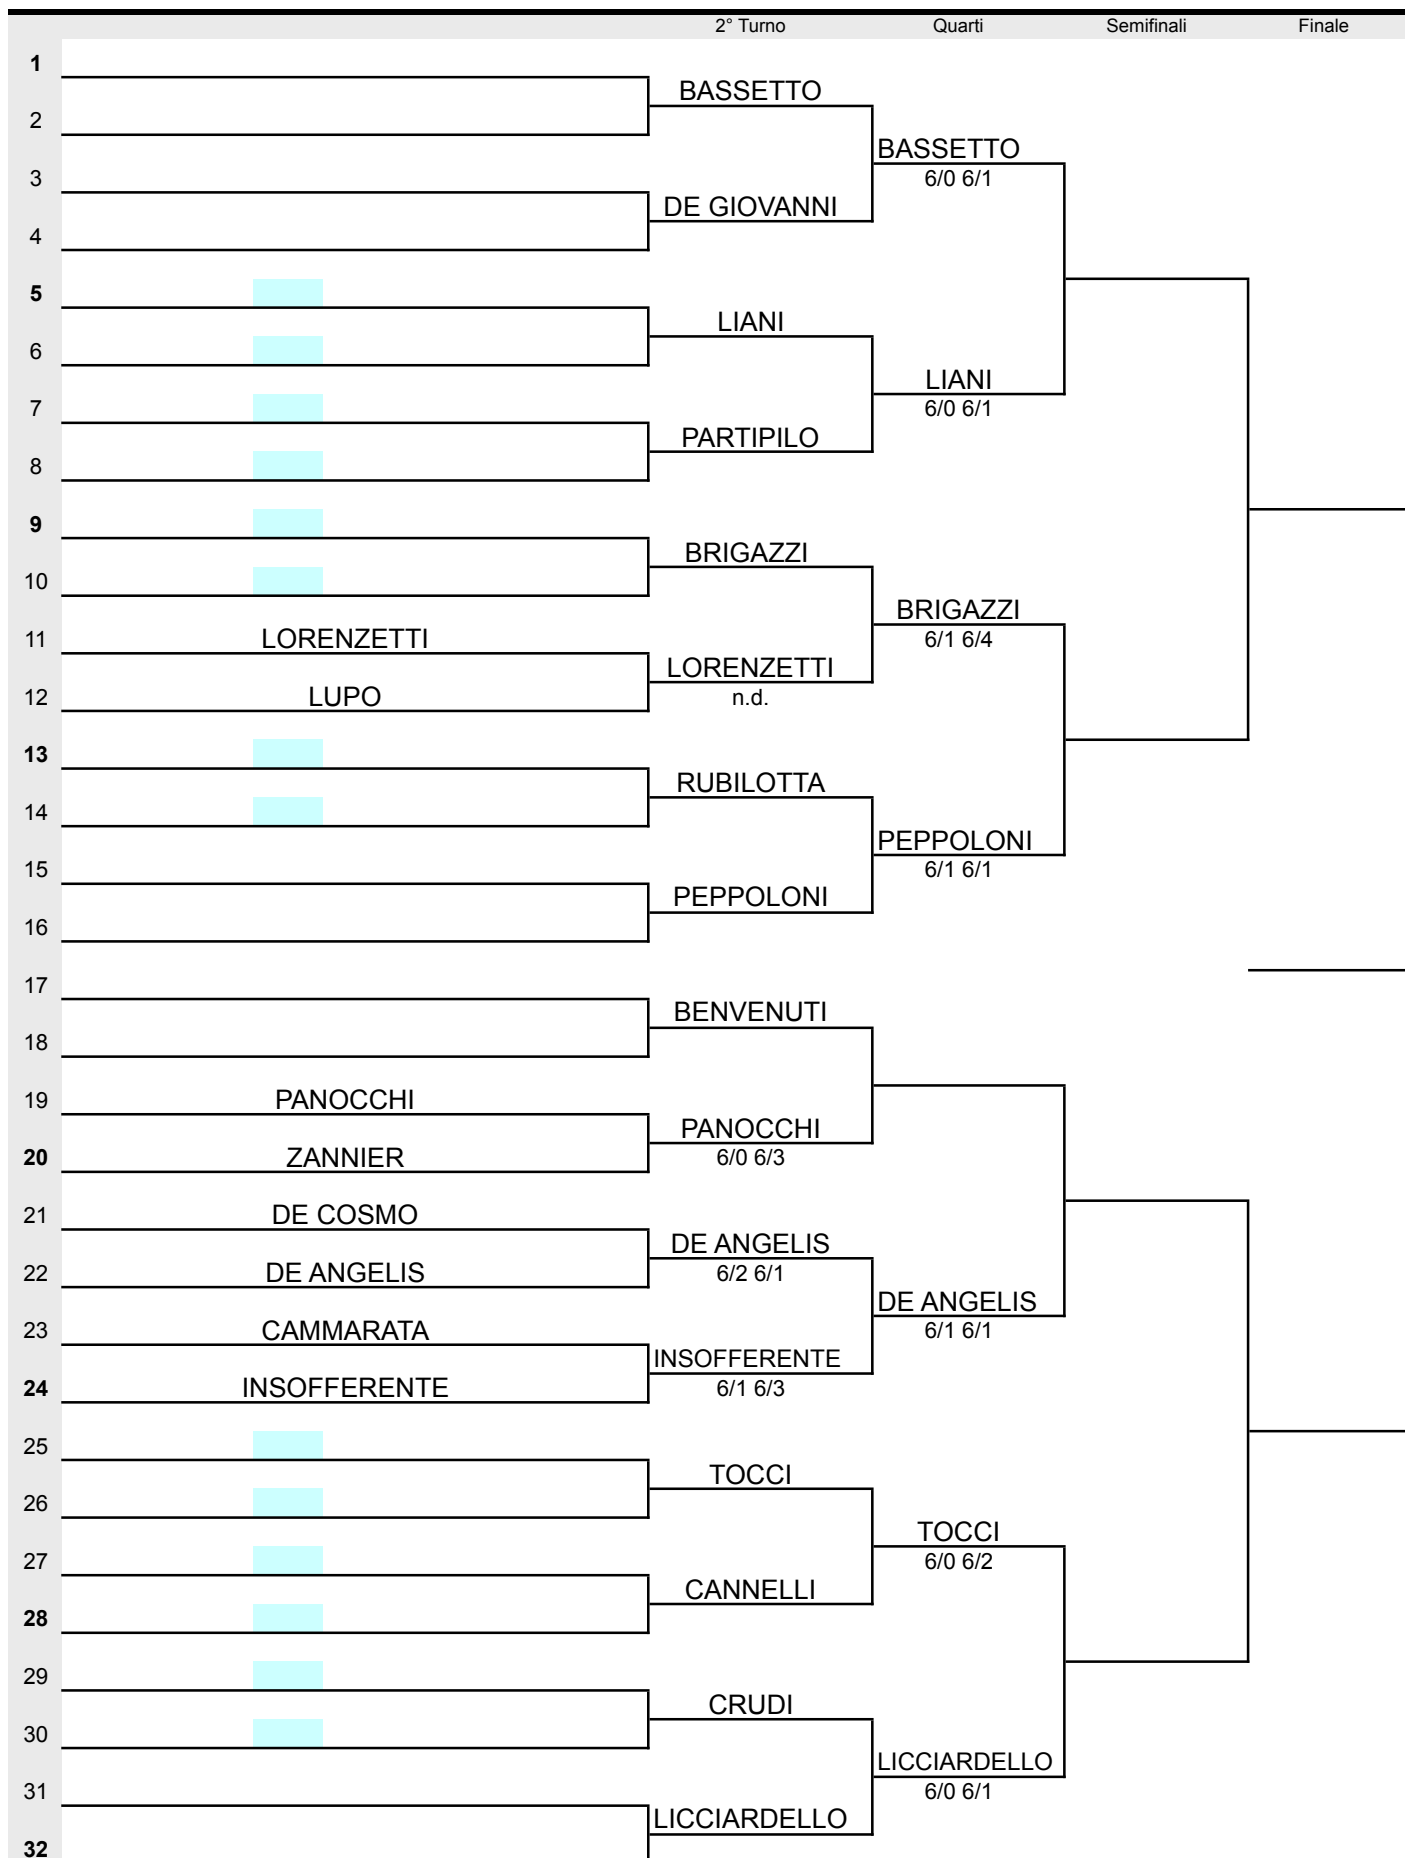 2° Turno Quarti Semifinali Finale
1
BASSETTO
2
BASSETTO
6/0 6/1
3
DE GIOVANNI
4
5
LIANI
6
LIANI
6/0 6/1
7
PARTIPILO
8
9
BRIGAZZI
10
BRIGAZZI
6/1 6/4
11 LORENZETTI
LORENZETTI
n.d.
12 LUPO
13
RUBILOTTA
14
PEPPOLONI
6/1 6/1
15
PEPPOLONI
16
17
BENVENUTI
18
19 PANOCCHI
PANOCCHI
6/0 6/3
20 ZANNIER
21 DE COSMO
DE ANGELIS
6/2 6/1
22 DE ANGELIS
DE ANGELIS
6/1 6/1
23 CAMMARATA
INSOFFERENTE
6/1 6/3
24 INSOFFERENTE
25
TOCCI
26
TOCCI
6/0 6/2
27
CANNELLI
28
29
CRUDI
30
LICCIARDELLO
6/0 6/1
31
LICCIARDELLO
32